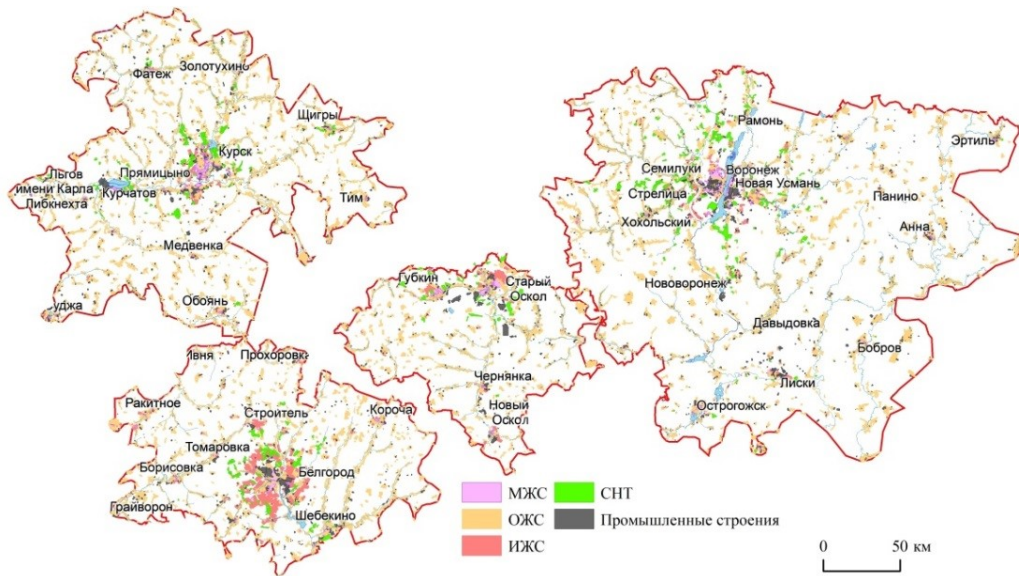 Фатеж
Золотухино
Щигры
Курск
Льгов
Прямицыно
имени Карла
Либкнехта
Курчатов
Тим
Медвенка
Обоянь
уджа
Рамонь
Эртиль
Семилуки
Воронеж
Новая Усмань
Стрелица
Панино
Хохольский
Анна
Нововоронеж
Давыдовка
Бобров
Лиски
Острогожск
Губкин
Старый
Оскол
Чернянка
Новый
Оскол
Ивня
Прохоровк
Ракитное
Строитель
Короча
Томаровка
Борисовка
Белгород
Грайворон
Шебекино
МЖС
СНТ
ОЖС
Промышленные строения
ИЖС
0 50 км